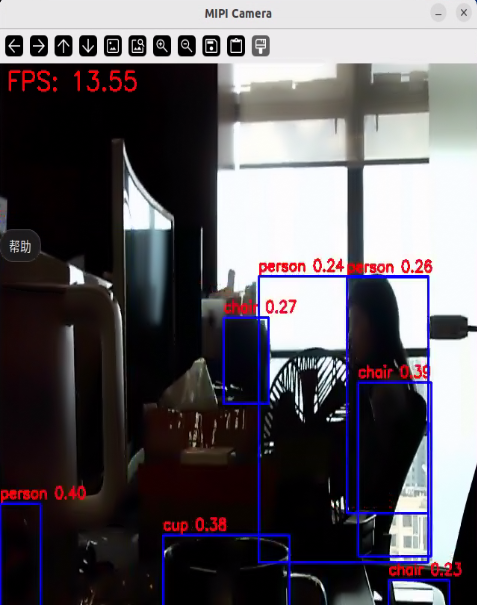 MIPI Camera
FPS: 13.55
帮助
person 0.24
person 0.26
chair 0.27
chair 0.39
person 0.40
cup 0.38
chair 0.23